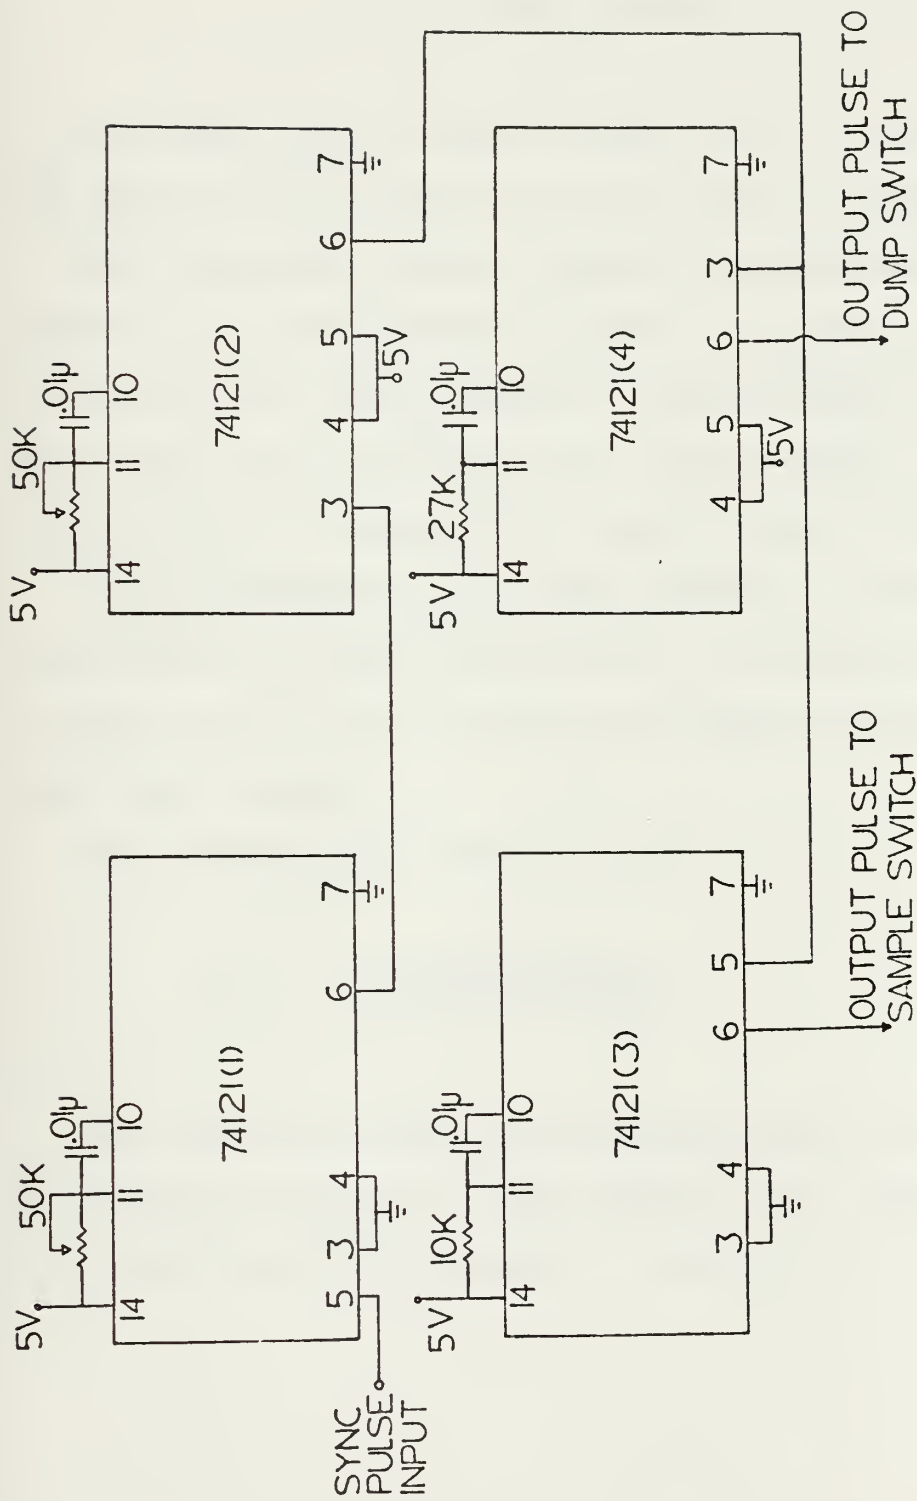 5V
50K
.01µ
14
11
10
74121(1)
5
3
4
6
7
SYNC
PULSE
INPUT
5V
50K
.01µ
14
11
10
74121(2)
3
4
5
6
7
5V
5V
10K
.01µ
14
11
10
74121(3)
3
4
6
5
7
OUTPUT PULSE TO
SAMPLE SWITCH
5V
27K
.01µ
14
11
10
74121(4)
4
5
6
3
7
5V
OUTPUT PULSE TO
DUMP SWITCH